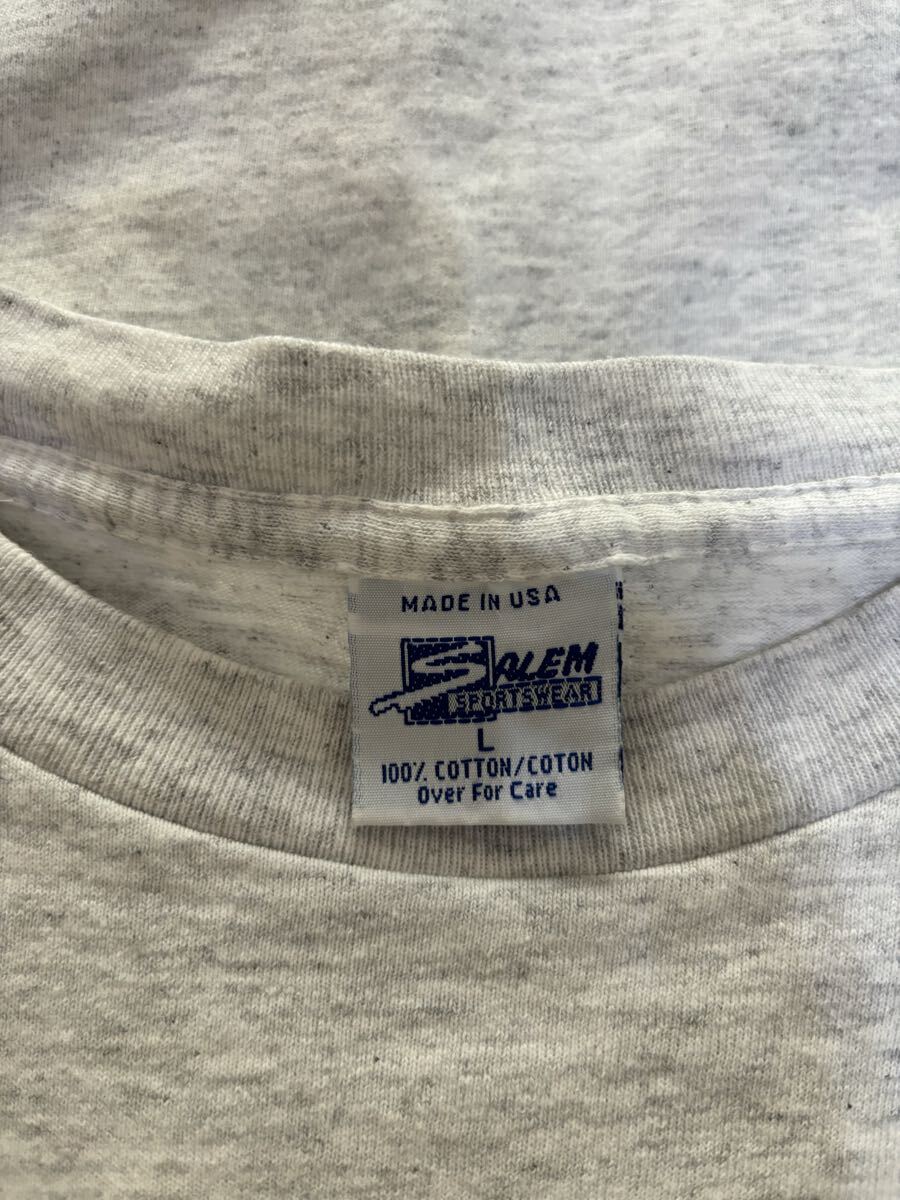 MADE IN USA
SALEM
SPORTSWEAR
L
100% COTTON/COTON
Over For Care